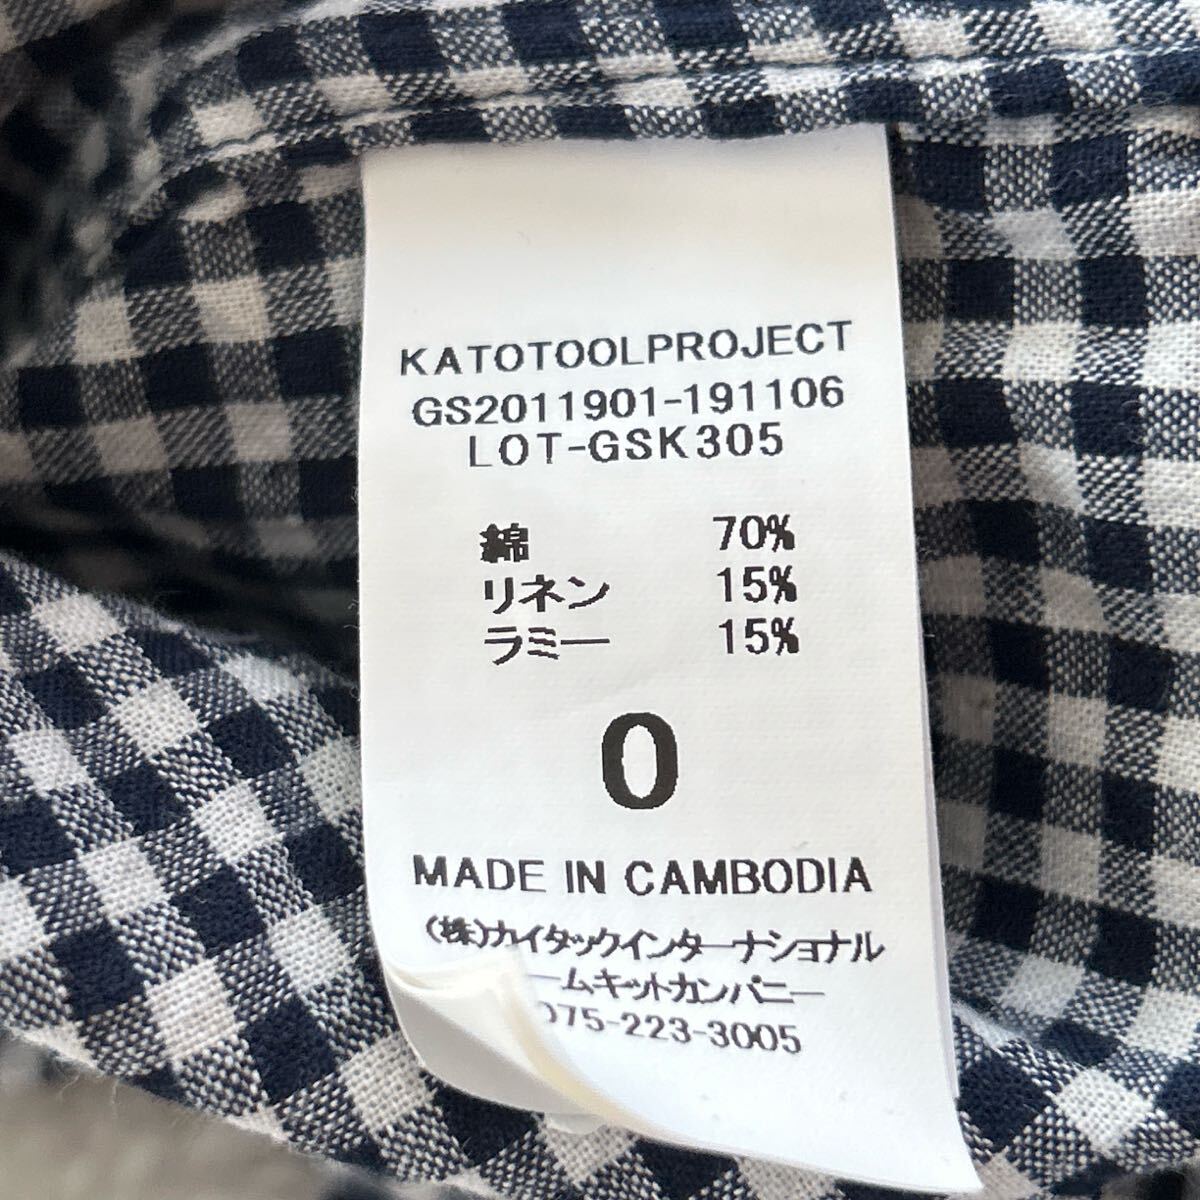 KATOTOOLPROJECT
GS2011901-191106
LOT-GSK305
綿 70%
リネン 15%
ラミー 15%
0
MADE IN CAMBODIA
(株)カイタックインターナショナル
ームキットカンパニー
075-223-3005